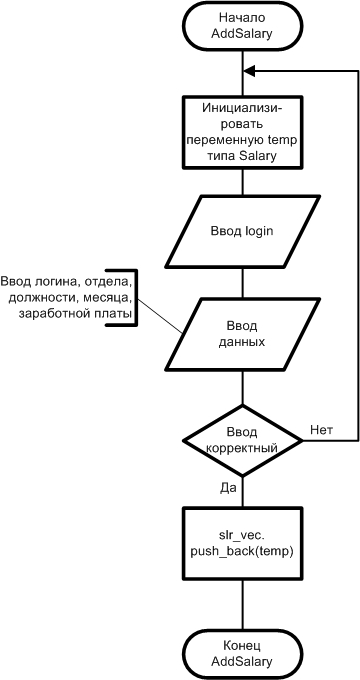 Начало
AddSalary
Инициализи-
ровать
переменную temp
типа Salary
Ввод login
Ввод логина, отдела,
должности, месяца,
заработной платы
Ввод
данных
Ввод
корректный
Нет
Да
slr_vec.
push_back(temp)
Конец
AddSalary